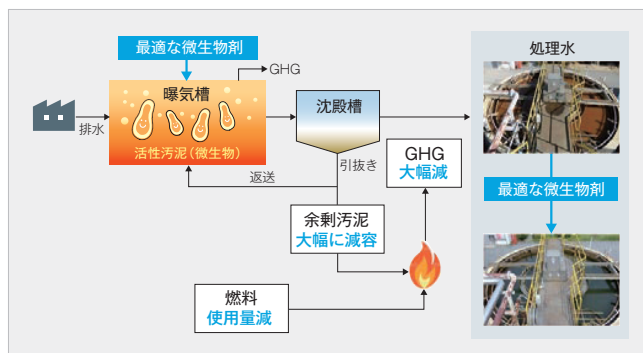 最適な微生物剤
GHG
曝気槽
活性汚泥（微生物）
排水
沈殿槽
引抜き
返送
余剰汚泥
大幅に減容
GHG
大幅減
燃料
使用量減
処理水
最適な微生物剤